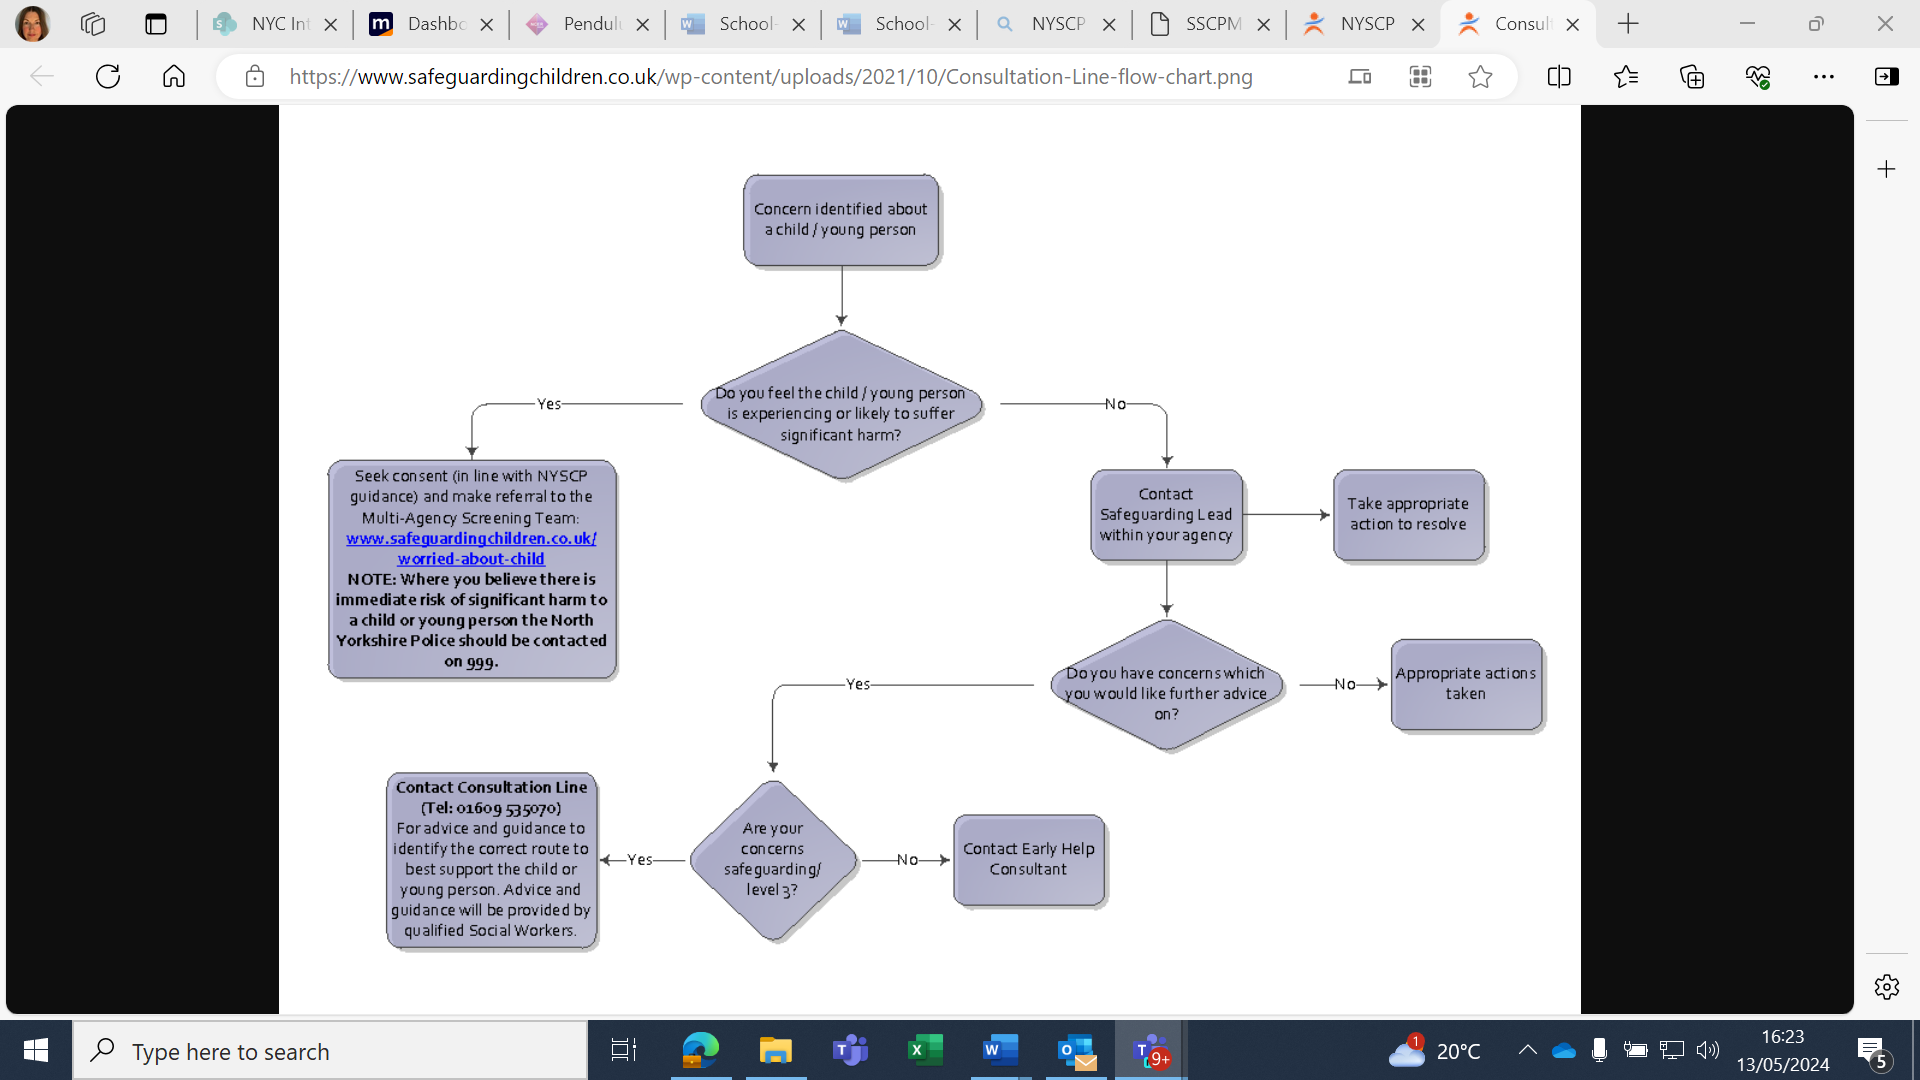 NYC Int
Dashbo
Pendul
School-
School-
NYSCP
SSCPM
NYSCP
Consult
https://www.safeguardingchildren.co.uk/wp-content/uploads/2021/10/Consultation-Line-flow-chart.png
Concern identified about
a child / young person
Do you feel the child / young person
is experiencing or likely to suffer
significant harm?
Yes
No
Seek consent (in line with NYSCP
guidance) and make referral to the
Multi-Agency Screening Team:
www.safeguardingchildren.co.uk/
worried-about-child
NOTE: Where you believe there is
immediate risk of significant harm to
a child or young person the North
Yorkshire Police should be contacted
on 999.
Contact
Safeguarding Lead
within your agency
Take appropriate
action to resolve
Do you have concerns which
you would like further advice
on?
Yes
No
Appropriate actions
taken
Contact Consultation Line
(Tel: 01609 535070)
For advice and guidance to
identify the correct route to
best support the child or
young person. Advice and
guidance will be provided by
qualified Social Workers.
Yes
Are your
concerns
safeguarding/
level 3?
No
Contact Early Help
Consultant
Type here to search
9+
1
20°C
16:23
13/05/2024
5